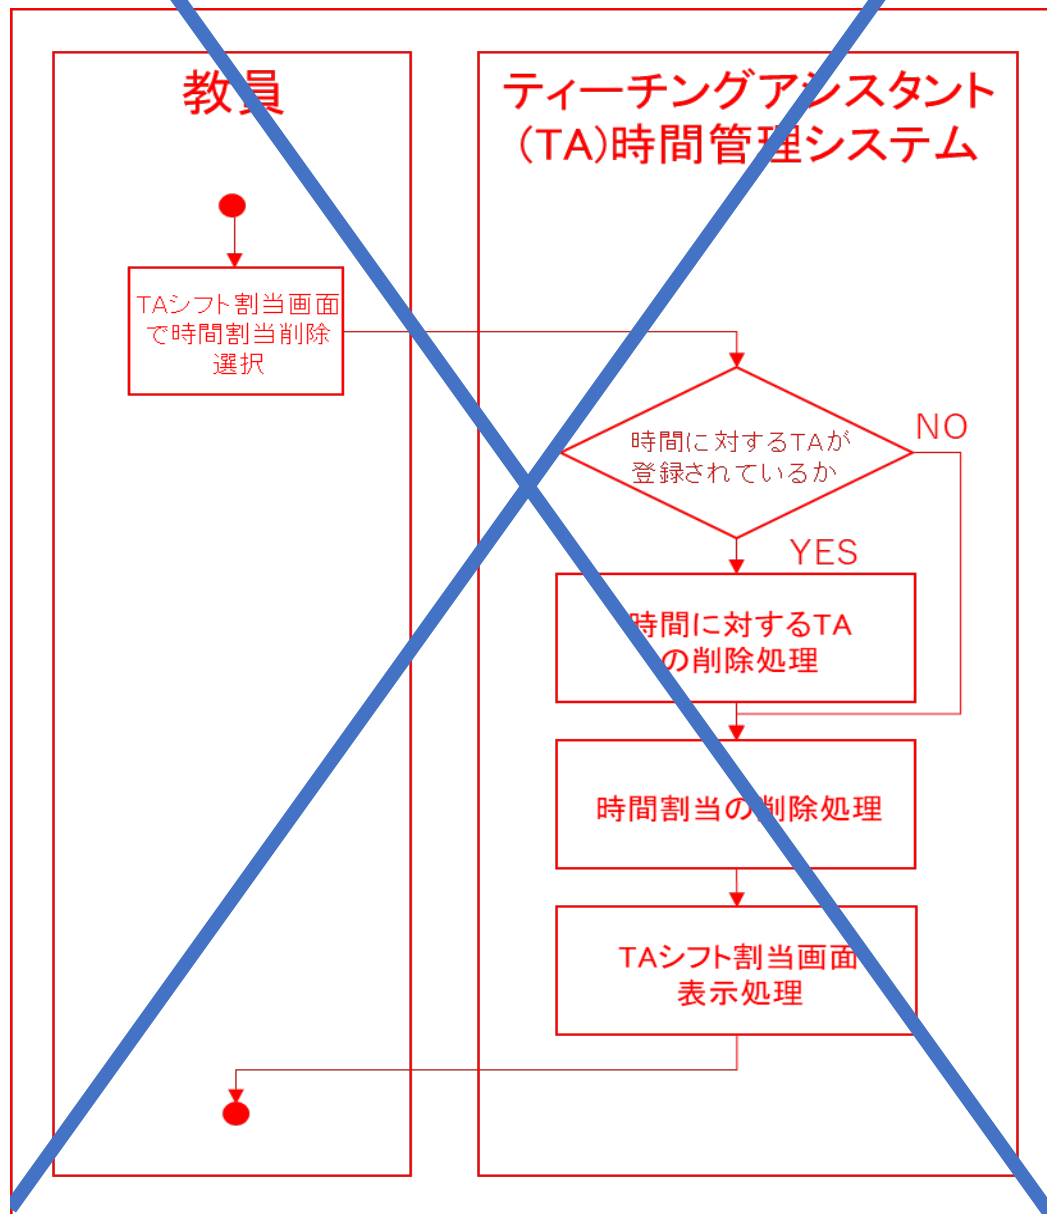 教員
ティーチングアシスタント
(TA)時間管理システム
TAシフト割当画面
で時間割当削除
選択
時間に対するTAが
登録されているか
NO
YES
時間に対するTA
の削除処理
時間割当の削除処理
TAシフト割当画面
表示処理